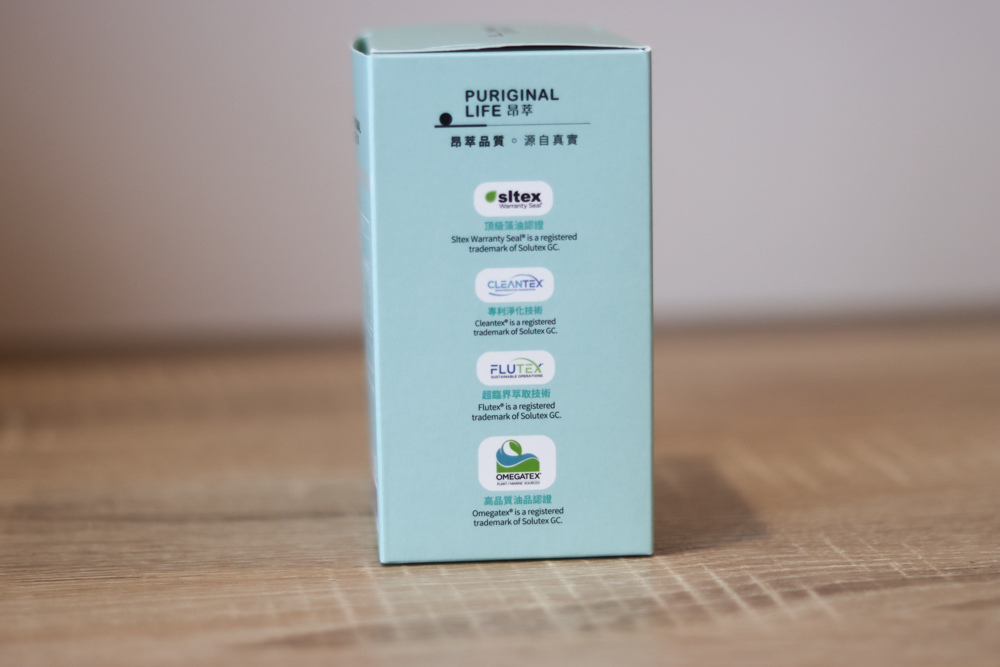 PURIGINAL
LIFE 昂萃
昂萃品質。源自真實
sltex
Warranty Seal®
頂級藻油認證
Sltex Warranty Seal® is a registered
trademark of Solutex GC.
CLEANTEX
專利淨化技術
Cleantex® is a registered
trademark of Solutex GC.
FLUTEX
SUSTAINABLE OPERATIONS
超臨界萃取技術
Flutex® is a registered
trademark of Solutex GC.
OMEGATEX®
PLANT / MARINE SOURCES
高品質油品認證
Omegatex® is a registered
trademark of Solutex GC.